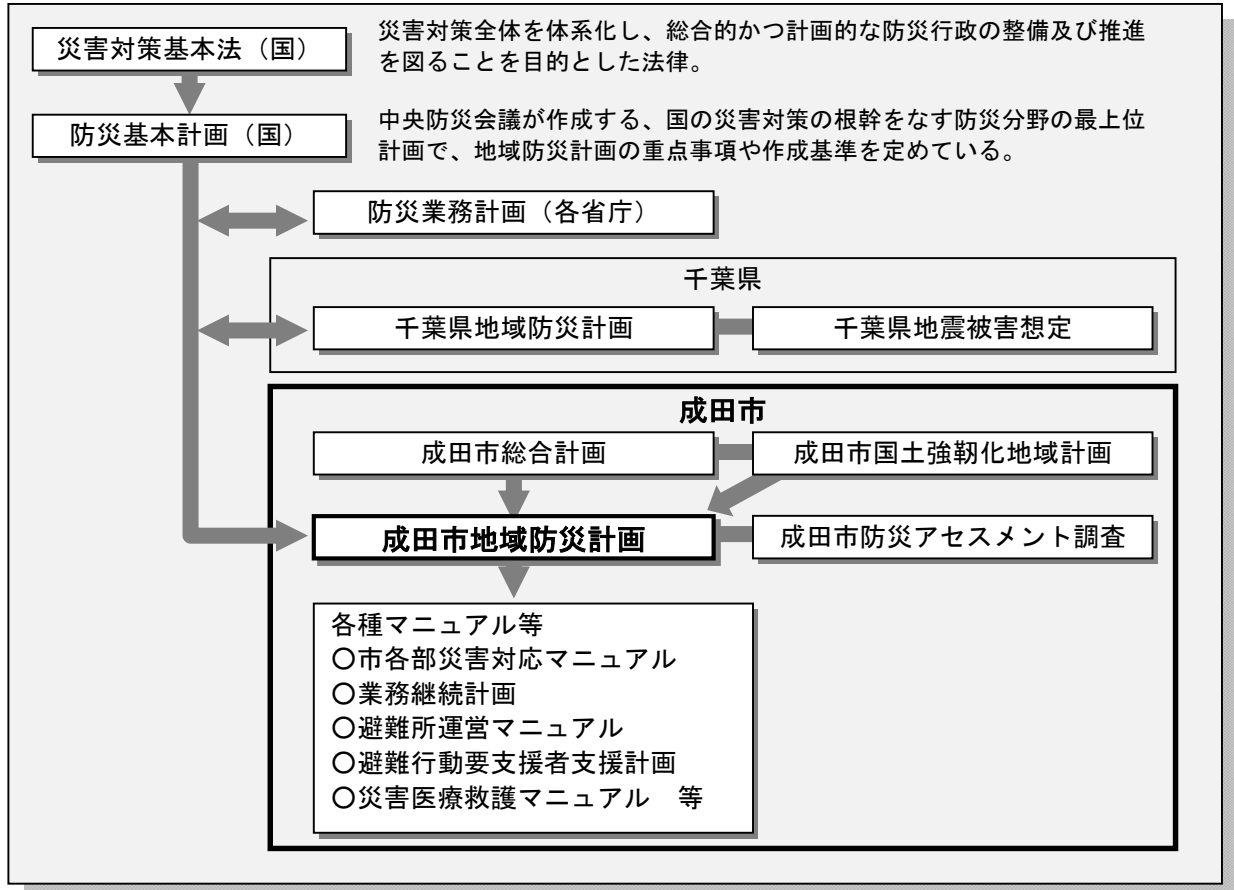 災害対策基本法（国）
災害対策全体を体系化し、総合的かつ計画的な防災行政の整備及び推進
を図ることを目的とした法律。
防災基本計画（国）
中央防災会議が作成する、国の災害対策の根幹をなす防災分野の最上位
計画で、地域防災計画の重点事項や作成基準を定めている。
防災業務計画（各省庁）
千葉県
千葉県地域防災計画
千葉県地震被害想定
成田市
成田市総合計画
成田市国土強靭化地域計画
成田市地域防災計画
成田市防災アセスメント調査
各種マニュアル等
〇市各部災害対応マニュアル
〇業務継続計画
〇避難所運営マニュアル
〇避難行動要支援者支援計画
〇災害医療救護マニュアル　等